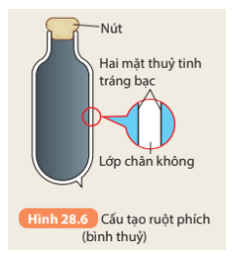 Nút
Hai mặt thuỷ tinh
tráng bạc
Lớp chân không
Hình 28.6 Cấu tạo ruột phích
(bình thuỷ)